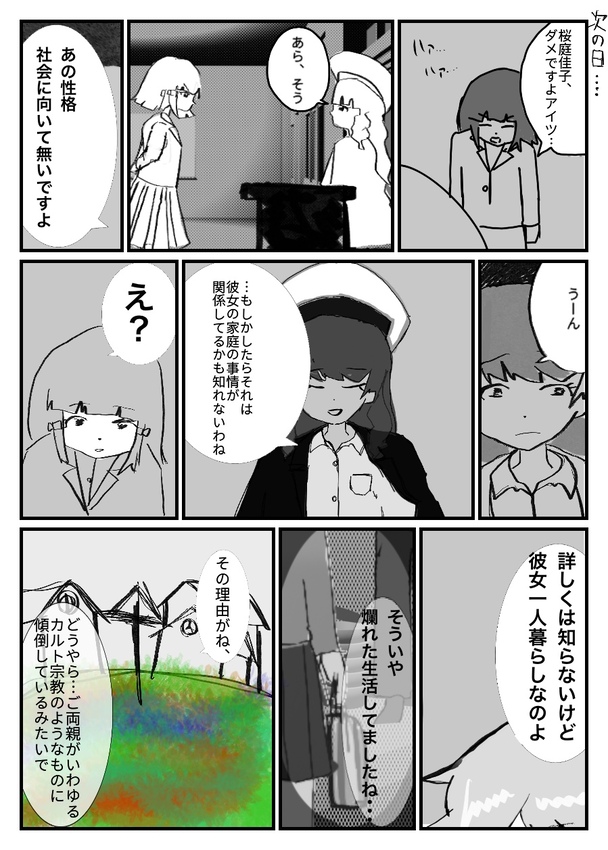 次の日….
桜庭佳子、
ダメですよアイツ…
ハァ…
ハァ…
あら、そう
あの性格
社会に向いて無いですよ
うーん
…もしかしたらそれは
彼女の家庭の事情が
関係してるかも知れないわね
え？
詳しくは知らないけど
彼女一人暮らしなのよ
そういや
爛れた生活してましたね…
その理由がね、
どうやら…ご両親がいわゆる
カルト宗教のようなものに
傾倒しているみたいで